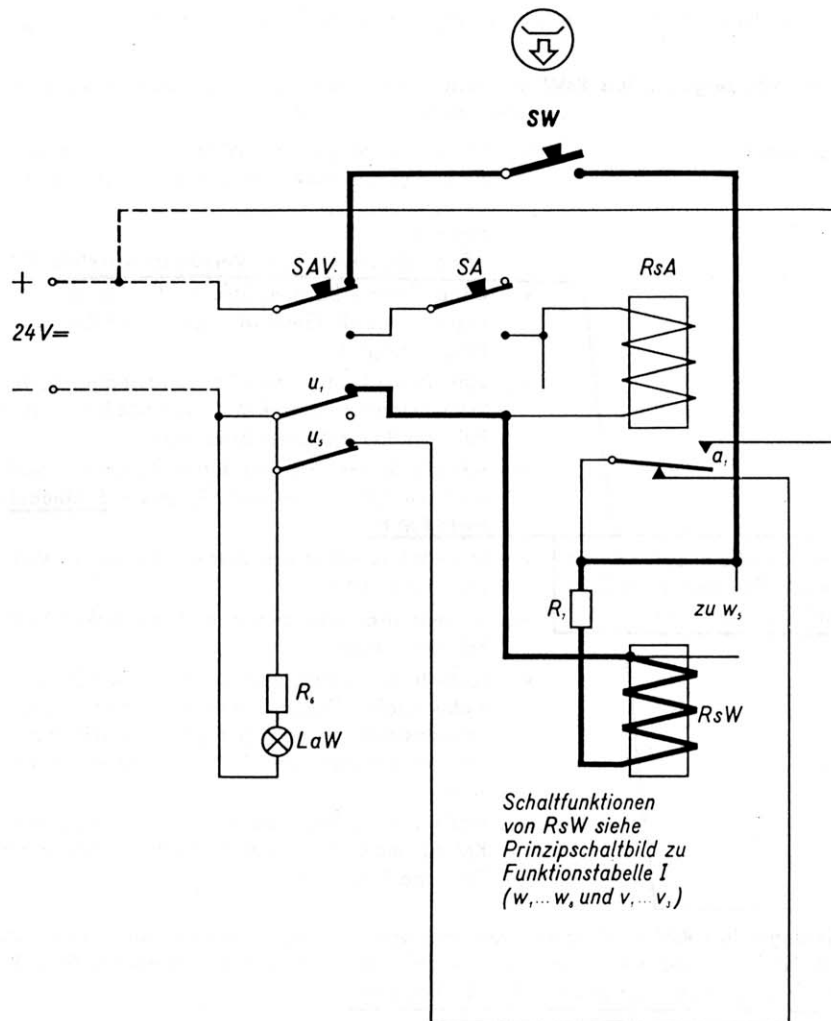 SW
SAV.
SA
RsA
+
24V=
–
u₁
u₅
a₁
R₇
zu w₅
R₆
LaW
RsW
Schaltfunktionen
von RsW siehe
Prinzipschaltbild zu
Funktionstabelle I
(w₁...w₆ und v₁...v₃)